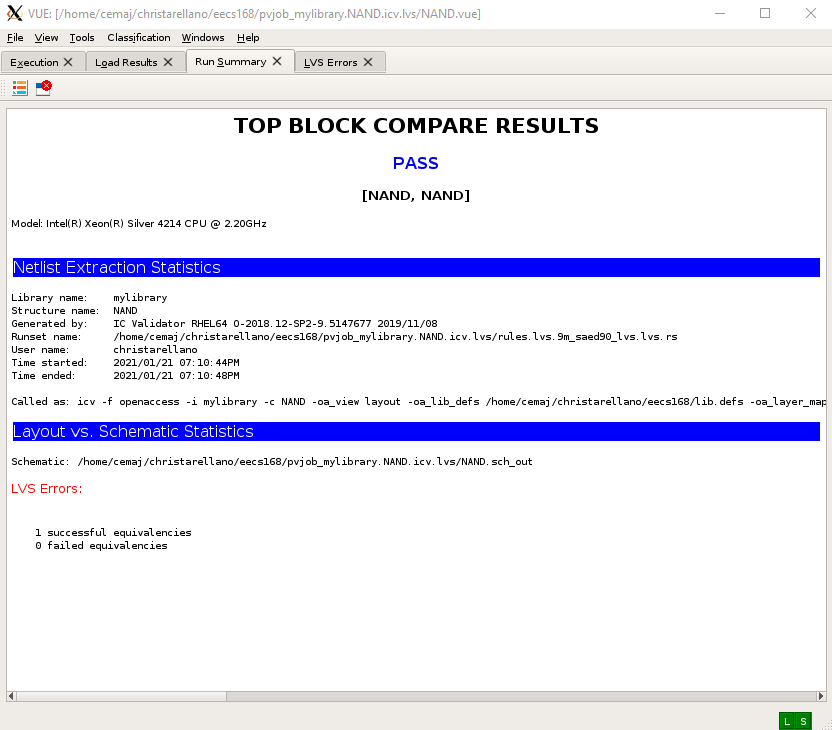 VUE: [/home/cemaj/christarellano/eecs168/pvjob_mylibrary.NAND.icv.lvs/NAND.vue]
File View Tools Classification Windows Help
Execution Load Results Run Summary LVS Errors
TOP BLOCK COMPARE RESULTS
PASS
[NAND, NAND]
Model: Intel(R) Xeon(R) Silver 4214 CPU @ 2.20GHz
Netlist Extraction Statistics
Library name: mylibrary
Structure name: NAND
Generated by: IC Validator RHEL64 O-2018.12-SP2-9.5147677 2019/11/08
Runset name: /home/cemaj/christarellano/eecs168/pvjob_mylibrary.NAND.icv.lvs/rules.lvs.9m_saed90_lvs.lvs.rs
User name: christarellano
Time started: 2021/01/21 07:10:44PM
Time ended: 2021/01/21 07:10:48PM
Called as: icv -f openaccess -i mylibrary -c NAND -oa_view layout -oa_lib_defs /home/cemaj/christarellano/eecs168/lib.defs -oa_layer_map
Layout vs. Schematic Statistics
Schematic: /home/cemaj/christarellano/eecs168/pvjob_mylibrary.NAND.icv.lvs/NAND.sch_out
LVS Errors:
1 successful equivalencies
0 failed equivalencies
L S